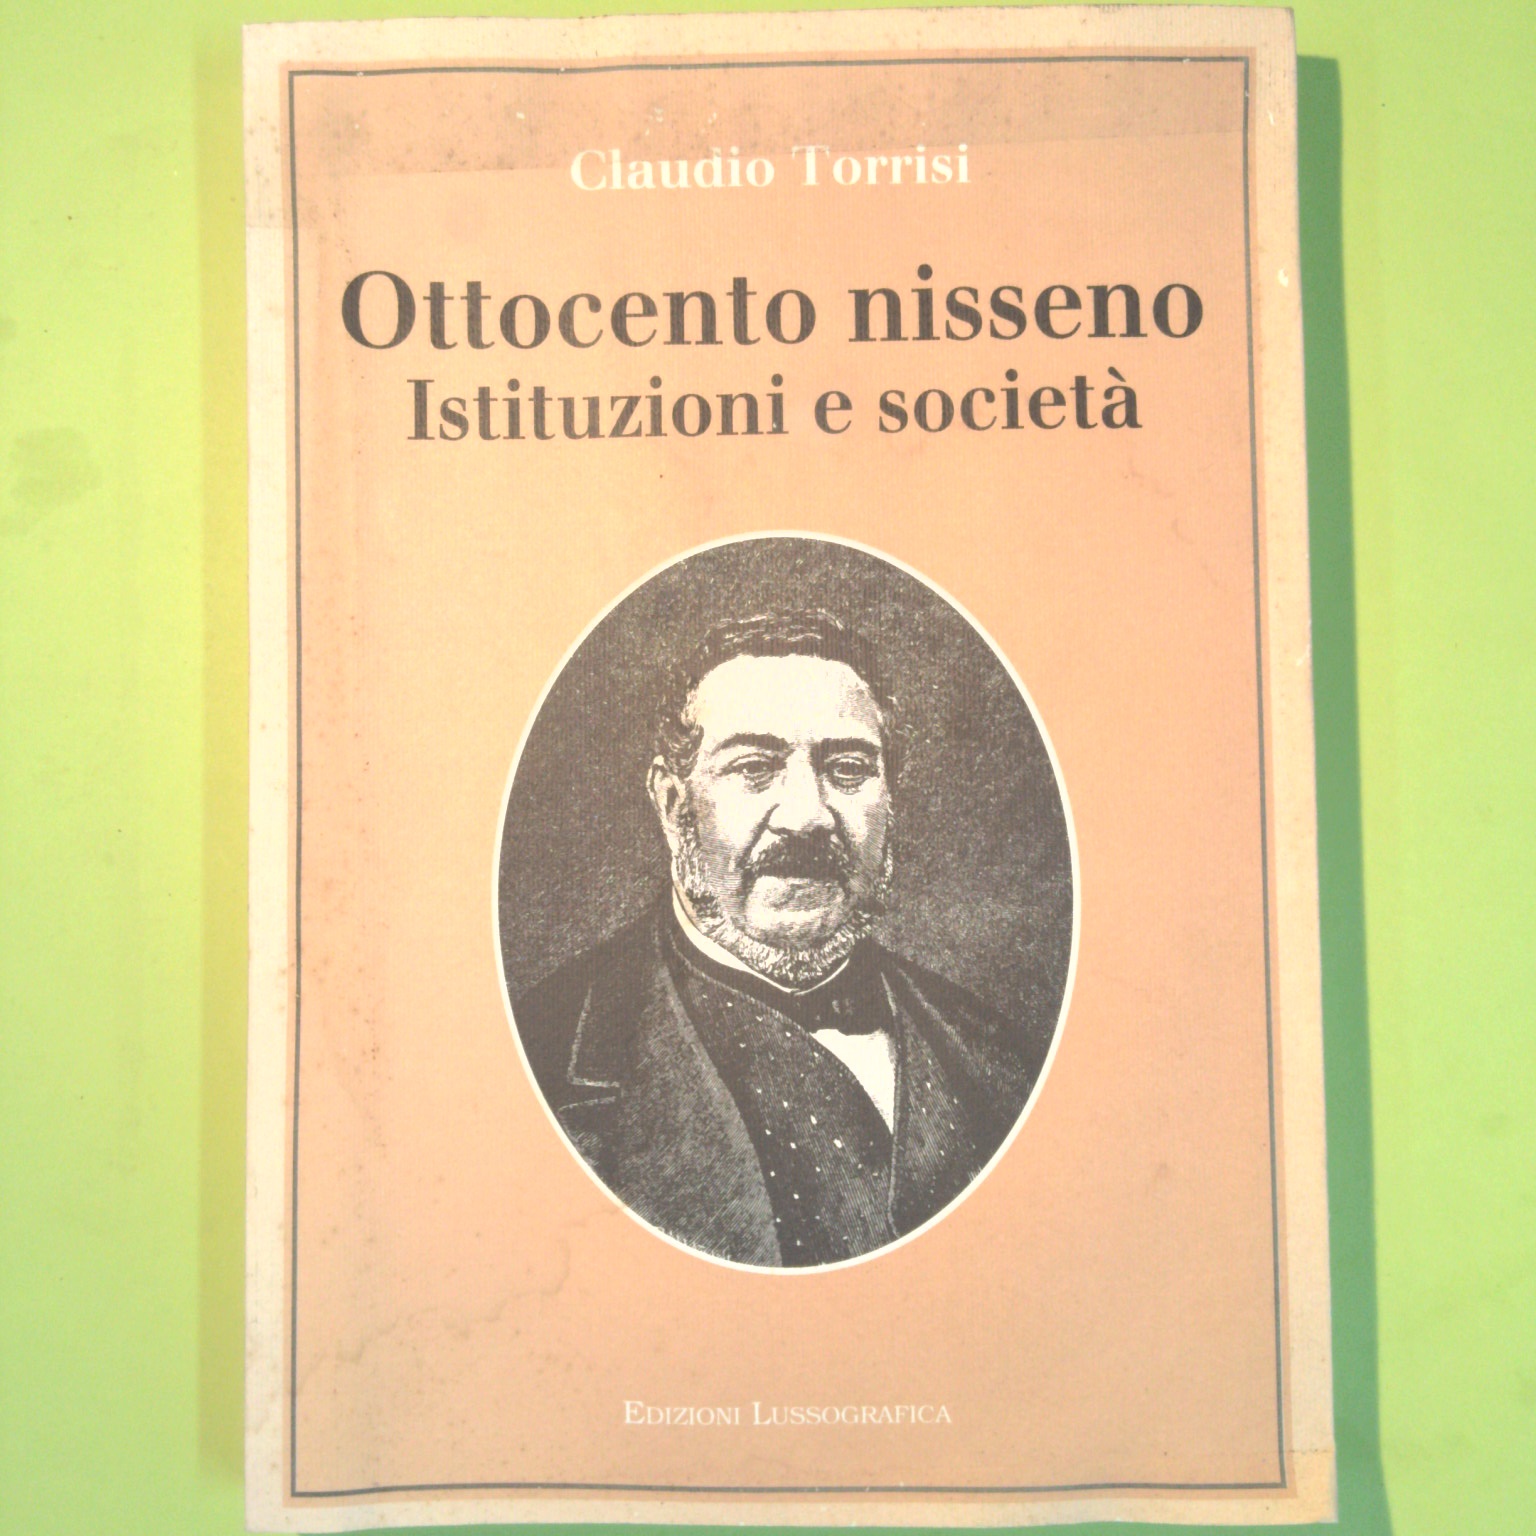 Claudio Torrisi
Ottocento nisseno
Istituzioni e società
Edizioni Lussografica